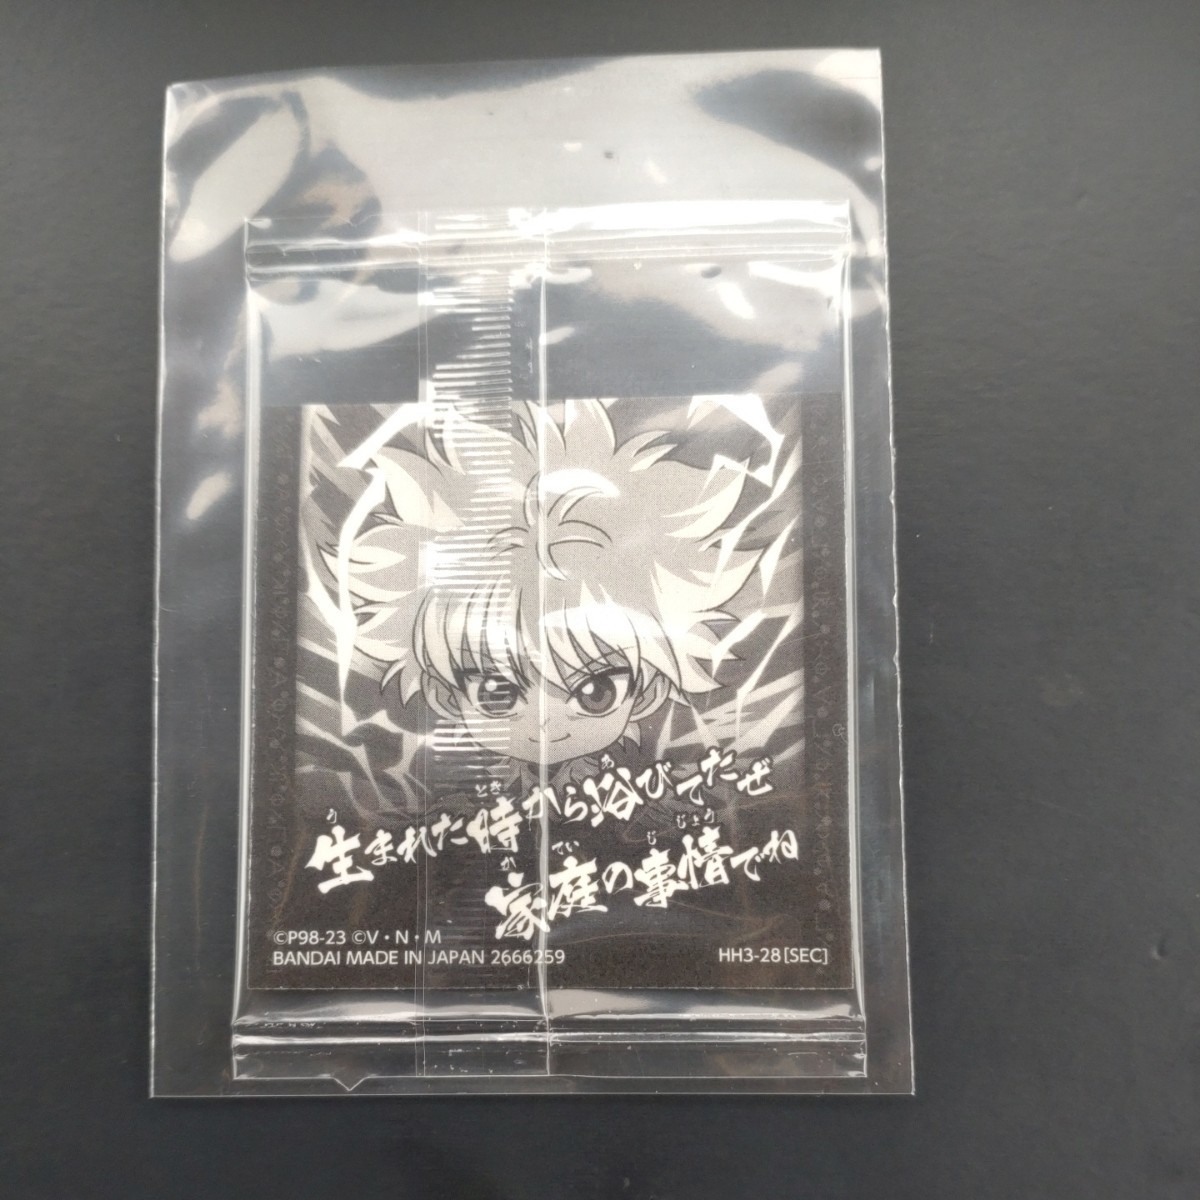 生まれた時から浴びてたぜ
家庭の事情でね
©P98-23 ©V・N・M
BANDAI MADE IN JAPAN 2666259
HH3-28[SEC]